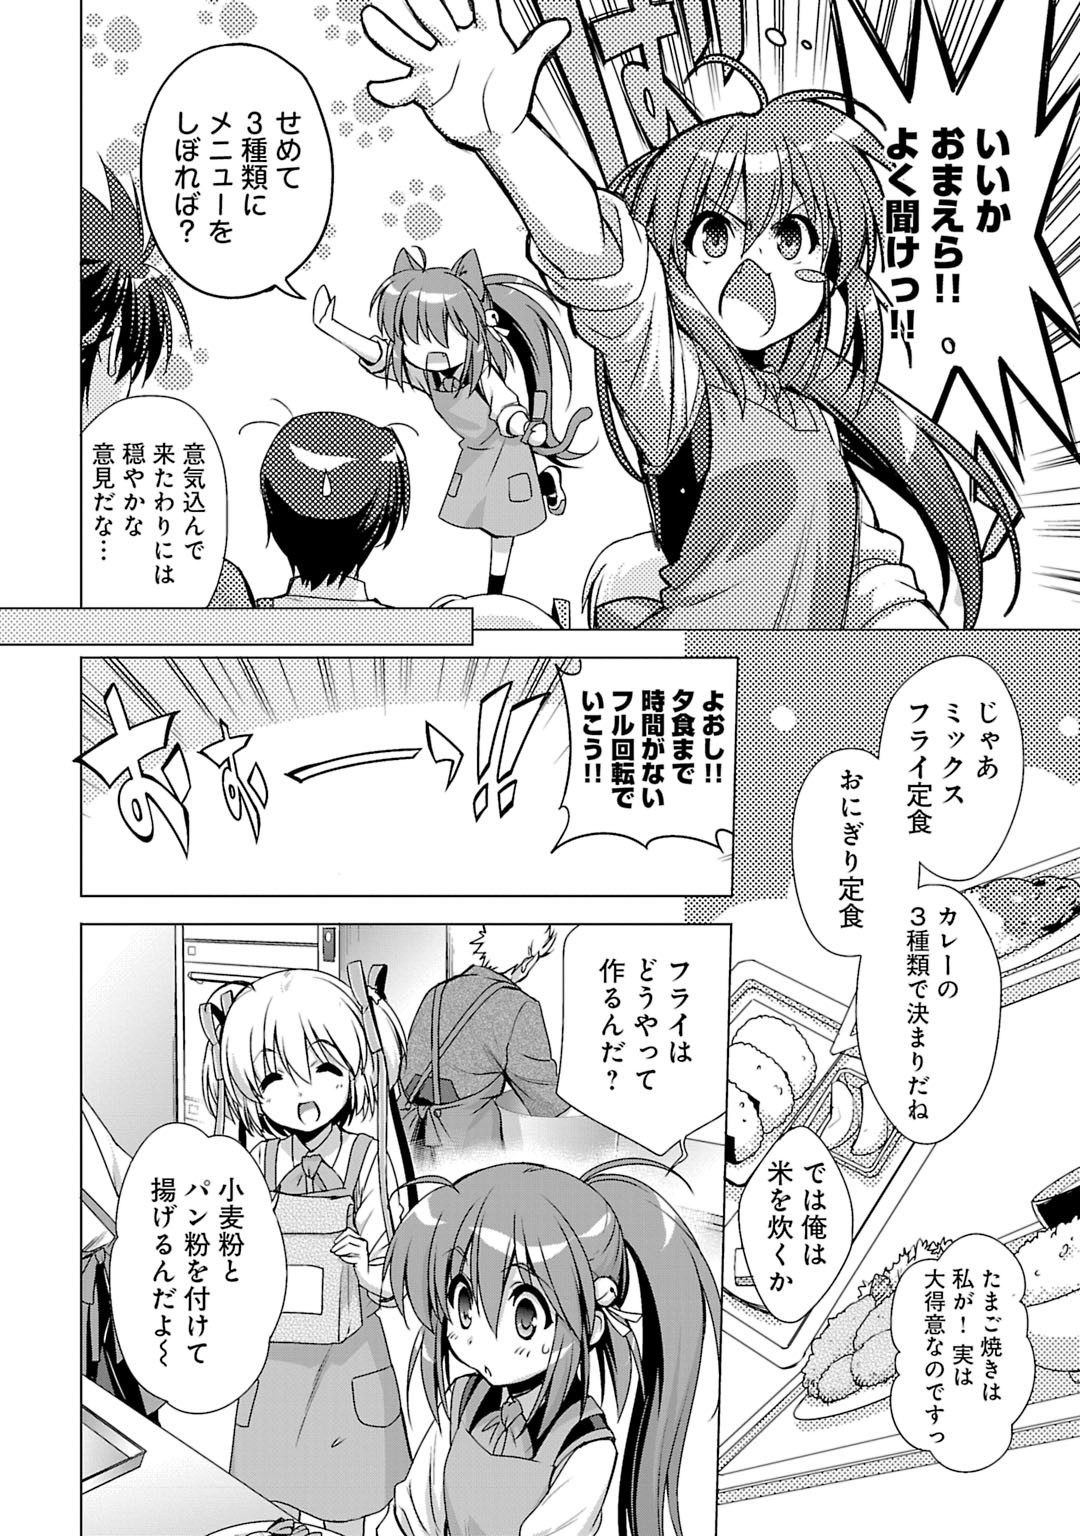 いいか
おまえら!!
よく聞けっ!!
せめて
3種類に
メニューを
しぼれば?
意気込んで
来たわりには
穏やかな
意見だな…
じゃあ
ミックス
フライ定食
おにぎり定食
カレーの
3種類で決まりだね
では俺は
米を炊くか
たまご焼きは
私が!実は
大得意なのですっ
よおし!!
夕食まで
時間がない
フル回転で
いこう!!
おおーっ!
フライは
どうやって
作るんだ?
小麦粉と
パン粉を付けて
揚げるんだよ〜